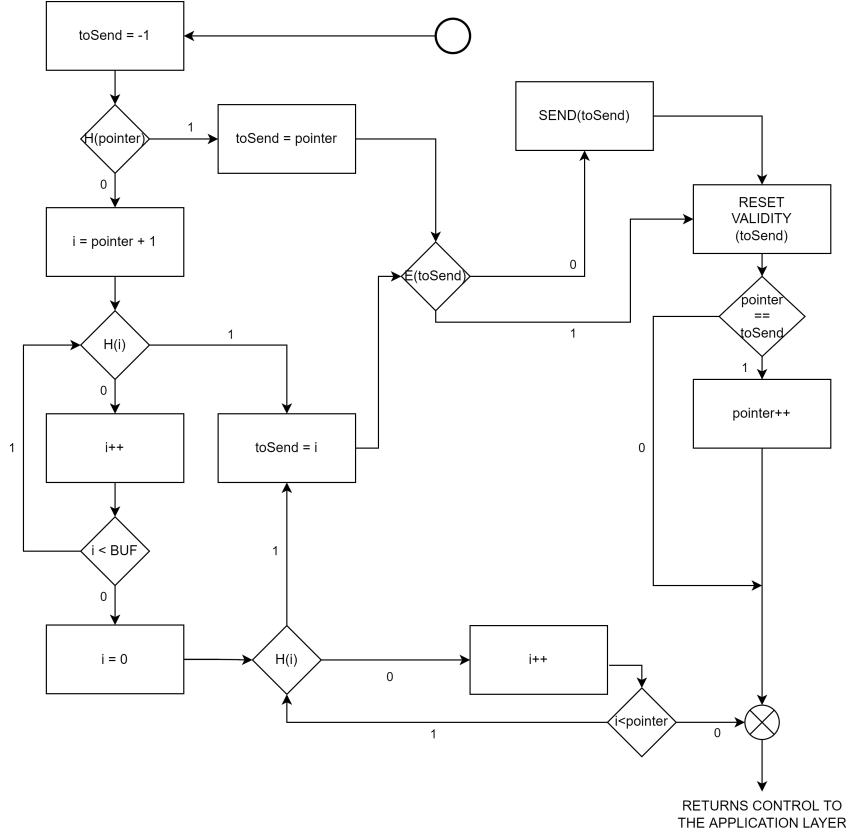 toSend = -1
H(pointer)
1
toSend = pointer
0
i = pointer + 1
H(i)
1
0
i++
toSend = i
1
i < BUF
0
i = 0
H(i)
1
0
i++
i<pointer
1
0
E(toSend)
0
1
SEND(toSend)
RESET
VALIDITY
(toSend)
pointer
==
toSend
1
0
pointer++
RETURNS CONTROL TO
THE APPLICATION LAYER